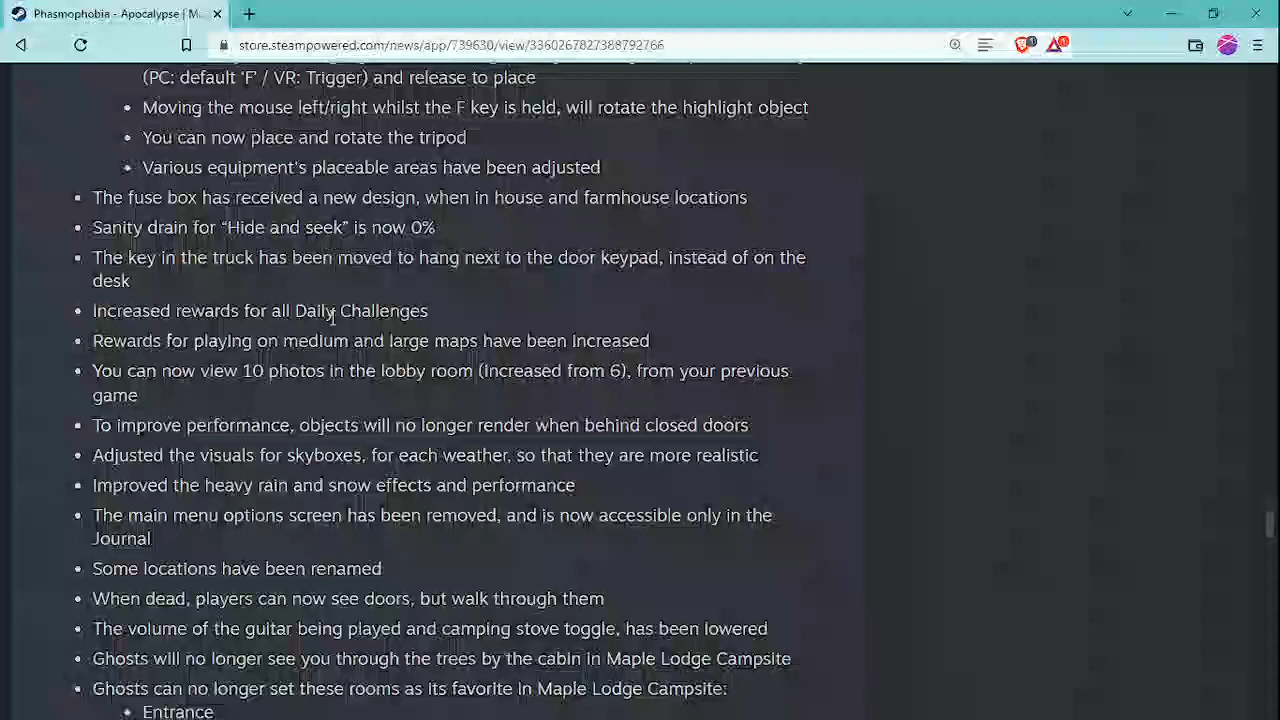 Phasmophobia - Apocalypse | M...
store.steampowered.com/news/app/739630/view/3360267827388792766
(PC: default 'F' / VR: Trigger) and release to place
Moving the mouse left/right whilst the F key is held, will rotate the highlight object
You can now place and rotate the tripod
Various equipment's placeable areas have been adjusted
The fuse box has received a new design, when in house and farmhouse locations
Sanity drain for “Hide and seek” is now 0%
The key in the truck has been moved to hang next to the door keypad, instead of on the
desk
Increased rewards for all Daily Challenges
Rewards for playing on medium and large maps have been increased
You can now view 10 photos in the lobby room (increased from 6), from your previous
game
To improve performance, objects will no longer render when behind closed doors
Adjusted the visuals for skyboxes, for each weather, so that they are more realistic
Improved the heavy rain and snow effects and performance
The main menu options screen has been removed, and is now accessible only in the
Journal
Some locations have been renamed
When dead, players can now see doors, but walk through them
The volume of the guitar being played and camping stove toggle, has been lowered
Ghosts will no longer see you through the trees by the cabin in Maple Lodge Campsite
Ghosts can no longer set these rooms as its favorite in Maple Lodge Campsite:
Entrance